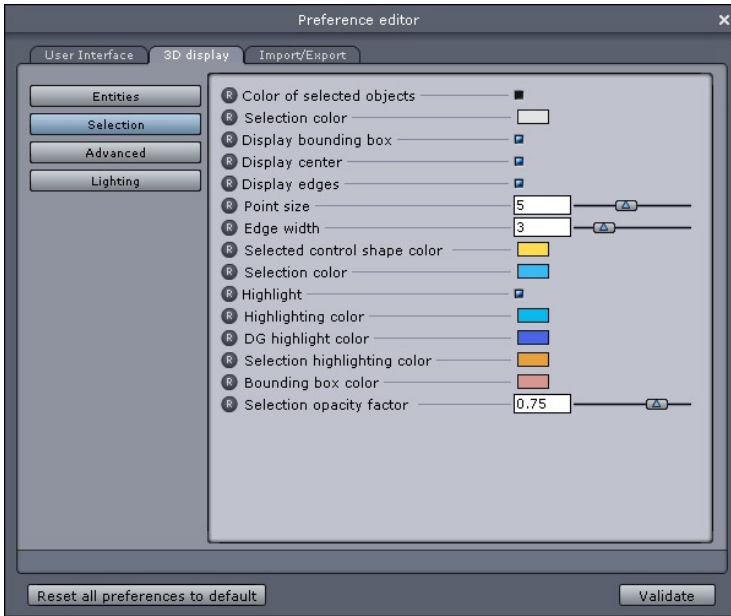 Preference editor
User Interface
3D display
Import/Export
Entities
Selection
Advanced
Lighting
R Color of selected objects
R Selection color
R Display bounding box
R Display center
R Display edges
R Point size 5
R Edge width 3
R Selected control shape color
R Selection color
R Highlight
R Highlighting color
R DG highlight color
R Selection highlighting color
R Bounding box color
R Selection opacity factor 0.75
Reset all preferences to default
Validate